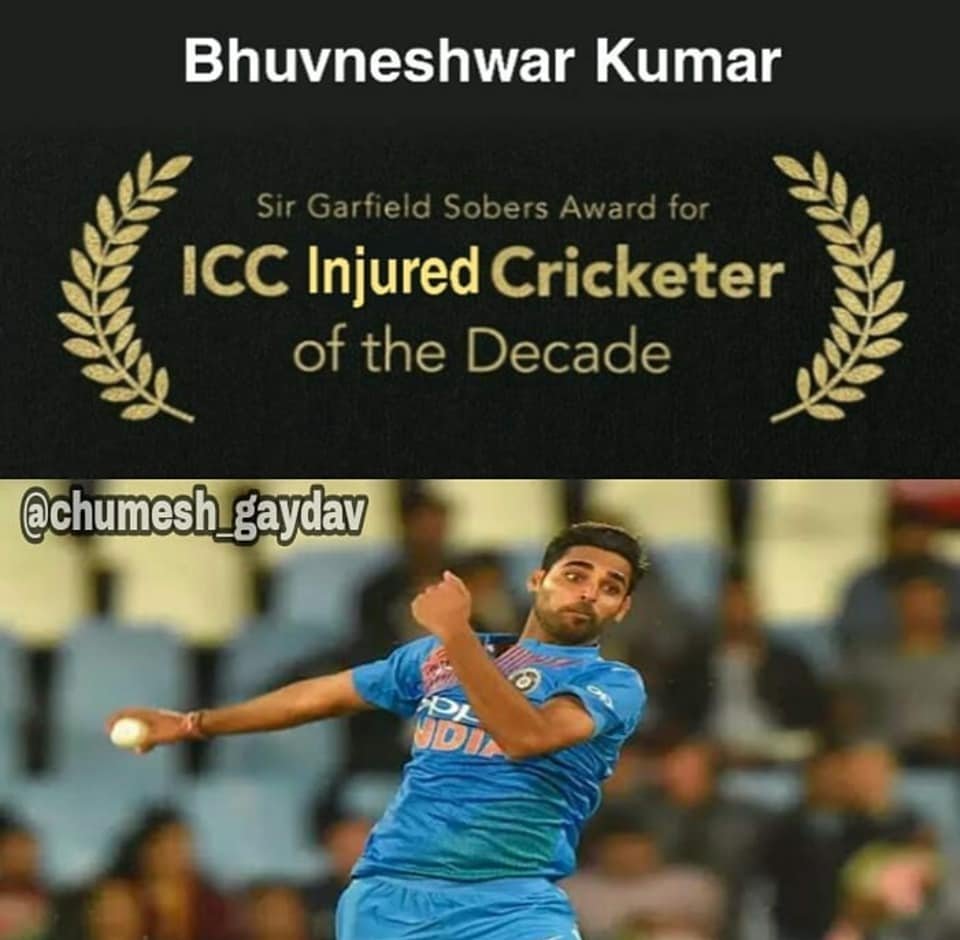 Bhuvneshwar Kumar
Sir Garfield Sobers Award for
ICC Injured Cricketer
of the Decade
@chumesh_gaydav